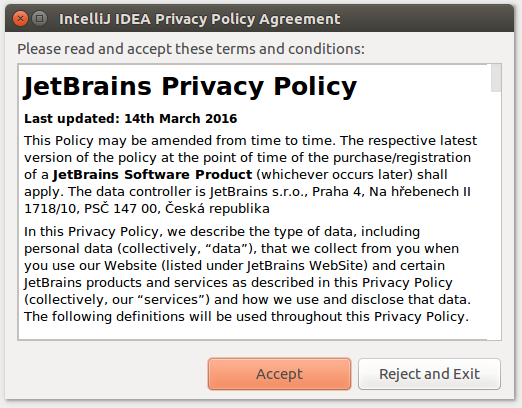 IntelliJ IDEA Privacy Policy Agreement
Please read and accept these terms and conditions:
JetBrains Privacy Policy
Last updated: 14th March 2016
This Policy may be amended from time to time. The respective latest
version of the policy at the point of time of the purchase/registration
of a JetBrains Software Product (whichever occurs later) shall
apply. The data controller is JetBrains s.r.o., Praha 4, Na hřebenech II
1718/10, PSČ 147 00, Česká republika
In this Privacy Policy, we describe the type of data, including
personal data (collectively, “data”), that we collect from you when
you use our Website (listed under JetBrains WebSite) and certain
JetBrains products and services as described in this Privacy Policy
(collectively, our “services”) and how we use and disclose that data.
The following definitions will be used throughout this Privacy Policy.
Accept
Reject and Exit